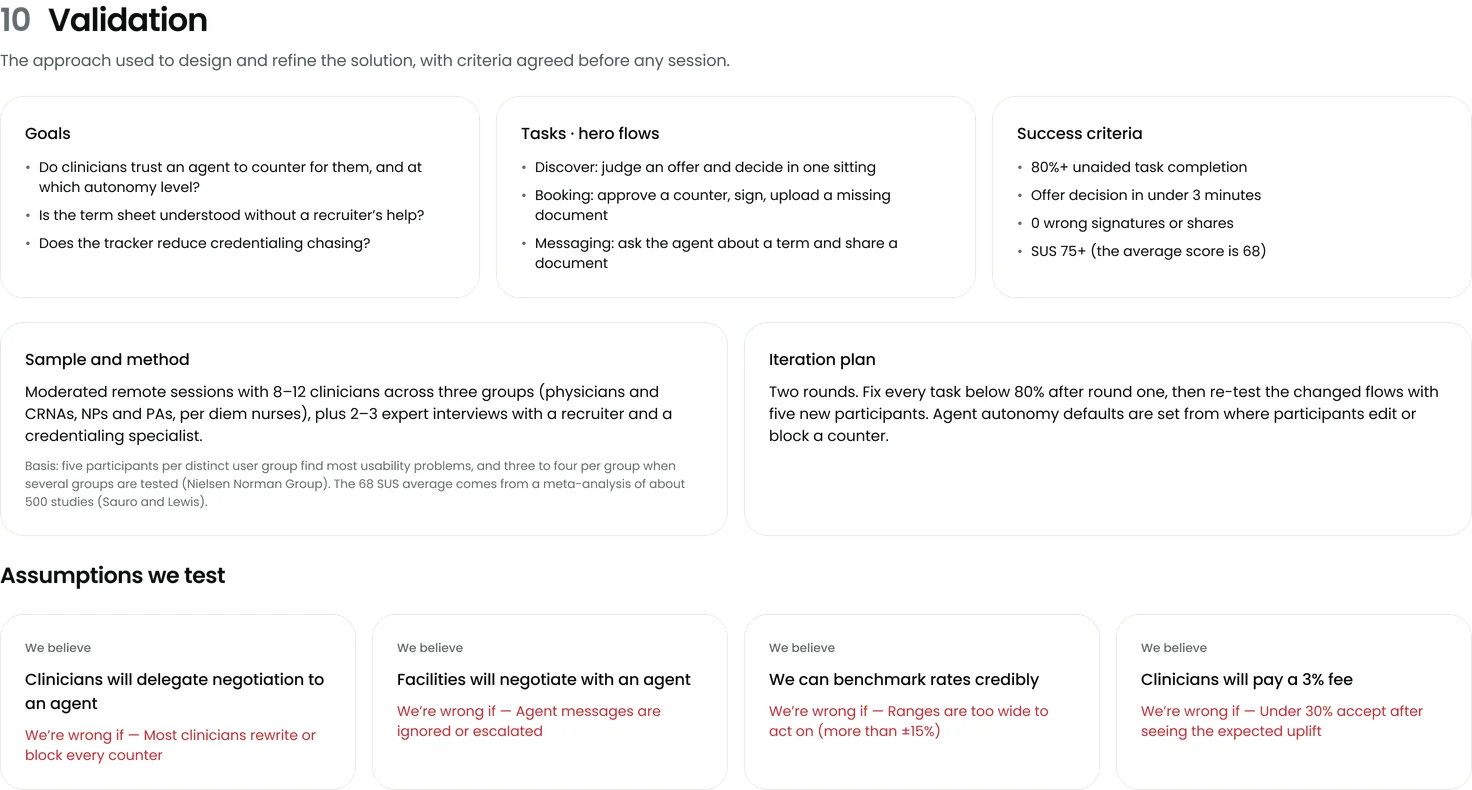 10 Validation
The approach used to design and refine the solution, with criteria agreed before any session.
Goals
• Do clinicians trust an agent to counter for them, and at
which autonomy level?
• Is the term sheet understood without a recruiter’s help?
• Does the tracker reduce credentialing chasing?
Tasks · hero flows
• Discover: judge an offer and decide in one sitting
• Booking: approve a counter, sign, upload a missing
document
• Messaging: ask the agent about a term and share a
document
Success criteria
• 80%+ unaided task completion
• Offer decision in under 3 minutes
• 0 wrong signatures or shares
• SUS 75+ (the average score is 68)
Sample and method
Moderated remote sessions with 8–12 clinicians across three groups (physicians and
CRNAs, NPs and PAs, per diem nurses), plus 2–3 expert interviews with a recruiter and a
credentialing specialist.
Basis: five participants per distinct user group find most usability problems, and three to four per group when
several groups are tested (Nielsen Norman Group). The 68 SUS average comes from a meta-analysis of about
500 studies (Sauro and Lewis).
Iteration plan
Two rounds. Fix every task below 80% after round one, then re-test the changed flows with
five new participants. Agent autonomy defaults are set from where participants edit or
block a counter.
Assumptions we test
We believe
Clinicians will delegate negotiation to
an agent
We’re wrong if — Most clinicians rewrite or
block every counter
We believe
Facilities will negotiate with an agent
We’re wrong if — Agent messages are
ignored or escalated
We believe
We can benchmark rates credibly
We’re wrong if — Ranges are too wide to
act on (more than ±15%)
We believe
Clinicians will pay a 3% fee
We’re wrong if — Under 30% accept after
seeing the expected uplift